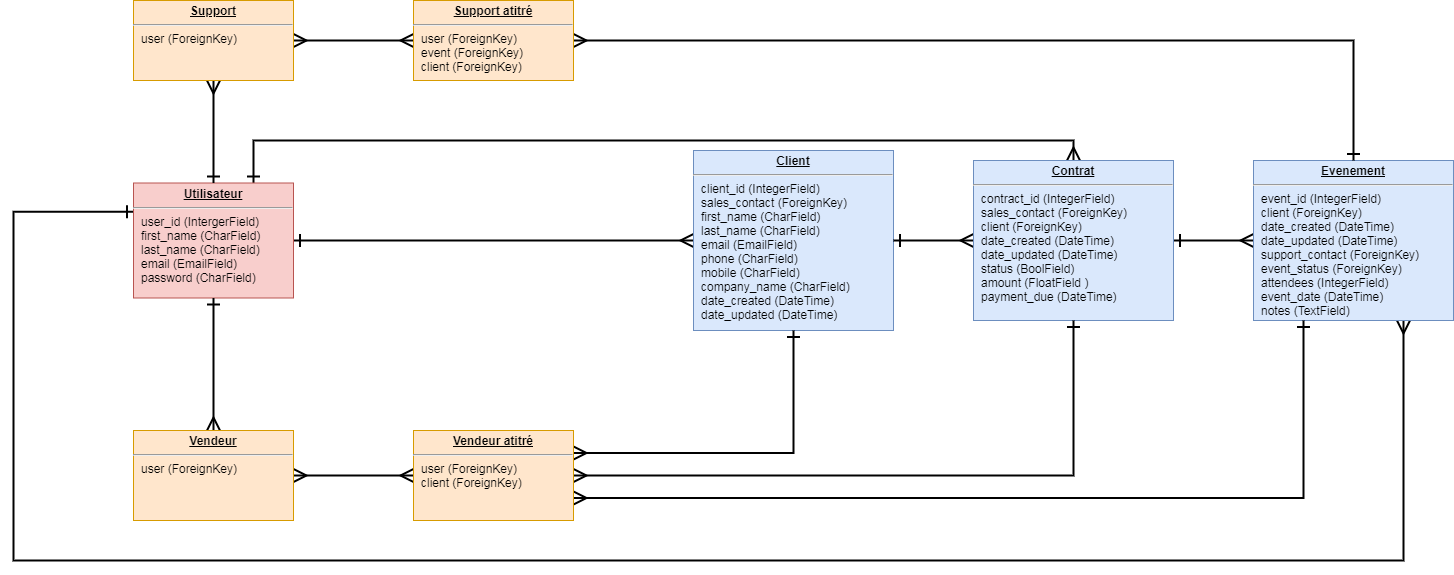 Support
user (ForeignKey)
Support atitré
user (ForeignKey)
event (ForeignKey)
client (ForeignKey)
Utilisateur
user_id (IntergerField)
first_name (CharField)
last_name (CharField)
email (EmailField)
password (CharField)
Client
client_id (IntegerField)
sales_contact (ForeignKey)
first_name (CharField)
last_name (CharField)
email (EmailField)
phone (CharField)
mobile (CharField)
company_name (CharField)
date_created (DateTime)
date_updated (DateTime)
Contrat
contract_id (IntegerField)
sales_contact (ForeignKey)
client (ForeignKey)
date_created (DateTime)
date_updated (DateTime)
status (BoolField)
amount (FloatField )
payment_due (DateTime)
Evenement
event_id (IntegerField)
client (ForeignKey)
date_created (DateTime)
date_updated (DateTime)
support_contact (ForeignKey)
event_status (ForeignKey)
attendees (IntegerField)
event_date (DateTime)
notes (TextField)
Vendeur
user (ForeignKey)
Vendeur atitré
user (ForeignKey)
client (ForeignKey)